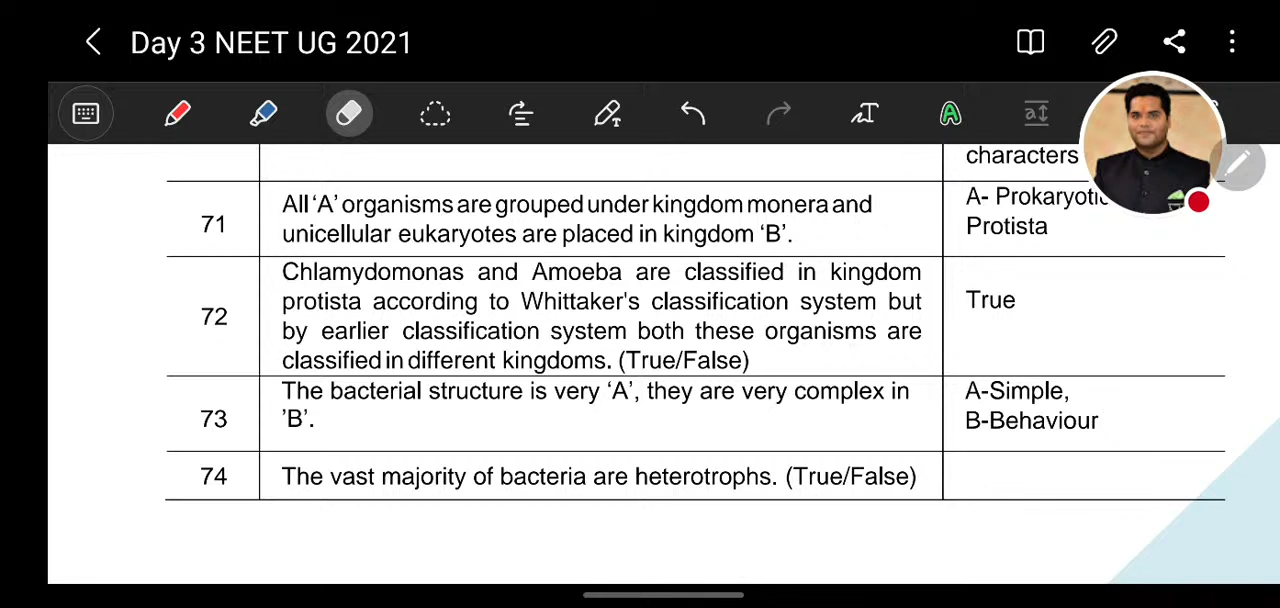 Day 3 NEET UG 2021
characters
71
All ‘A’ organisms are grouped under kingdom monera and
unicellular eukaryotes are placed in kingdom ‘B’.
A- Prokaryotic
Protista
72
Chlamydomonas and Amoeba are classified in kingdom
protista according to Whittaker's classification system but
by earlier classification system both these organisms are
classified in different kingdoms. (True/False)
True
73
The bacterial structure is very ‘A’, they are very complex in
’B’.
A-Simple,
B-Behaviour
74
The vast majority of bacteria are heterotrophs. (True/False)